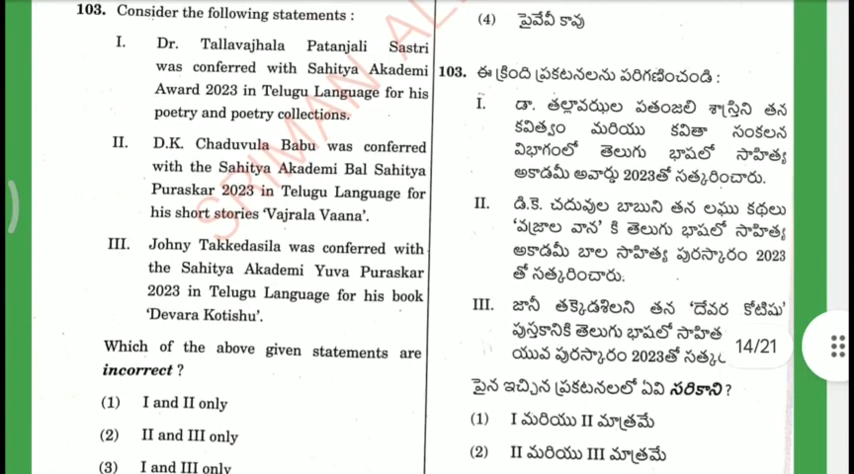 103. Consider the following statements :
I. Dr. Tallavajhala Patanjali Sastri
was conferred with Sahitya Akademi
Award 2023 in Telugu Language for his
poetry and poetry collections.
II. D.K. Chaduvula Babu was conferred
with the Sahitya Akademi Bal Sahitya
Puraskar 2023 in Telugu Language for
his short stories ‘Vajrala Vaana’.
III. Johny Takkedasila was conferred with
the Sahitya Akademi Yuva Puraskar
2023 in Telugu Language for his book
‘Devara Kotishu’.
Which of the above given statements are
incorrect ?
(1) I and II only
(2) II and III only
(3) I and III only
(4) పైవేవీ కావు
103. ఈ క్రింది ప్రకటనలను పరిగణించండి :
I. డా. తల్లావఝల పతంజలి శాస్త్రిని తన
కవిత్వం మరియు కవితా సంకలన
విభాగంలో తెలుగు భాషలో సాహిత్య
అకాడమీ అవార్డు 2023తో సత్కరించారు.
II. డి.కె. చదువుల బాబుని తన లఘు కథలు
‘వజ్రాల వాన’ కి తెలుగు భాషలో సాహిత్య
అకాడమీ బాల సాహిత్య పురస్కారం 2023
తో సత్కరించారు.
III. జానీ తక్కెడశిలని తన ‘దేవర కోటిషు’
పుస్తకానికి తెలుగు భాషలో సాహిత
యువ పురస్కారం 2023తో సత్క
14/21
పైన ఇచ్చిన ప్రకటనలలో ఏవి సరికాని?
(1) I మరియు II మాత్రమే
(2) II మరియు III మాత్రమే
SRIMAN